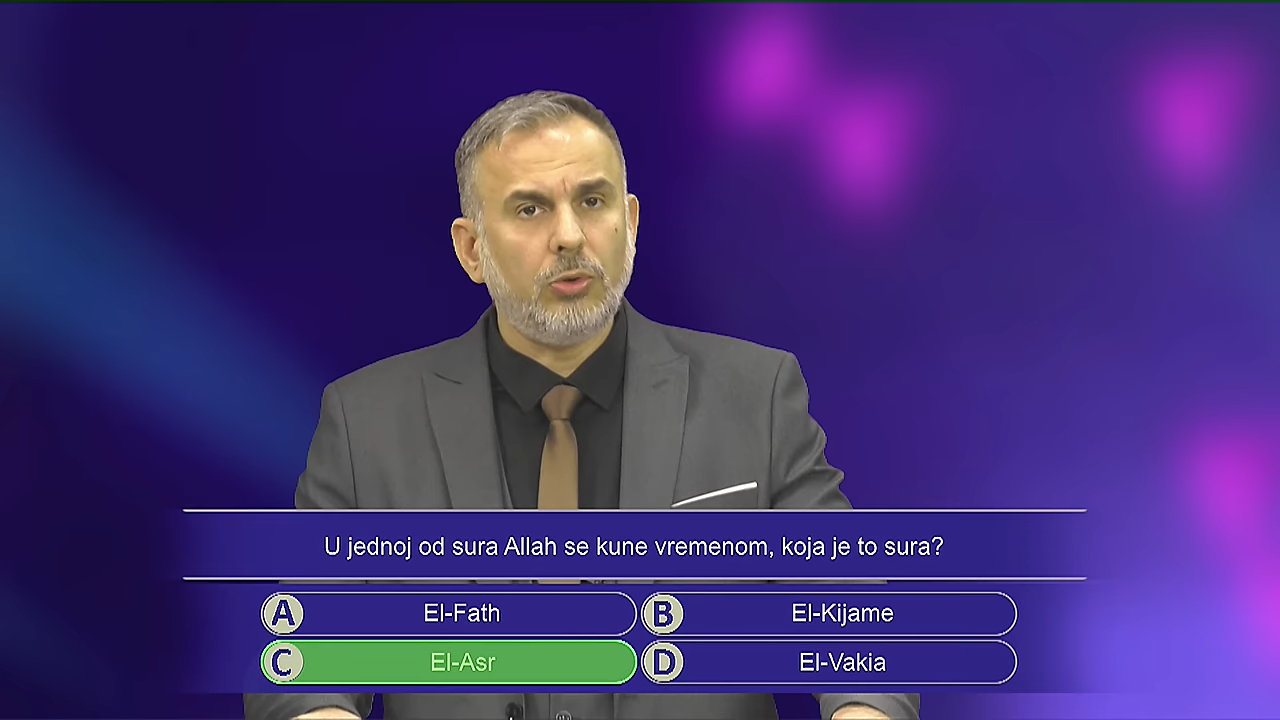 U jednoj od sura Allah se kune vremenom, koja je to sura?
A El-Fath
B El-Kijame
C El-Asr
D El-Vakia